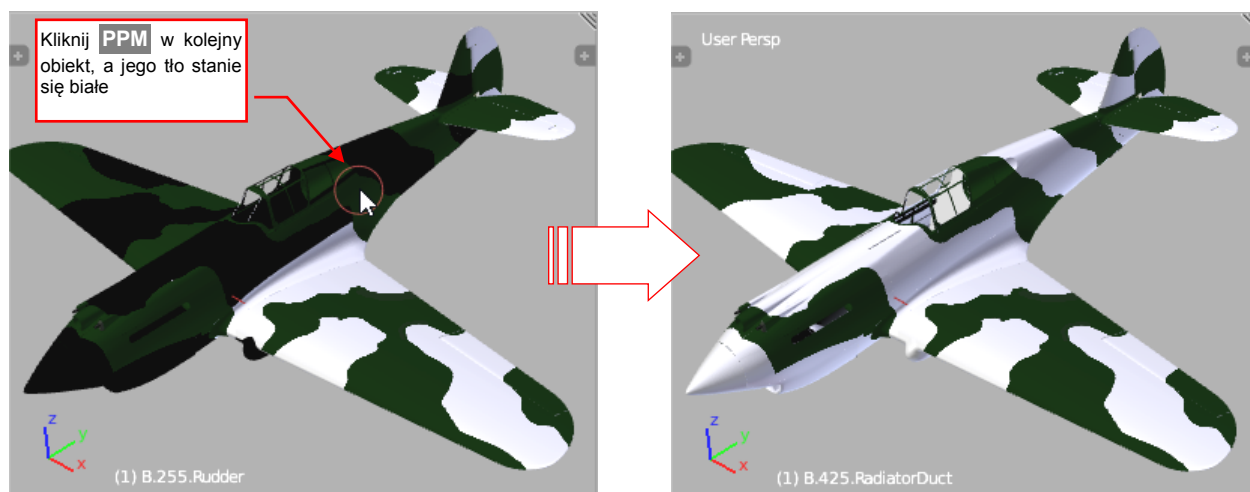 Kliknij PPM w kolejny
obiekt, a jego tło stanie
się białe
z
y
x
(1) B.255.Rudder
User Persp
z
y
x
(1) B.425.RadiatorDuct